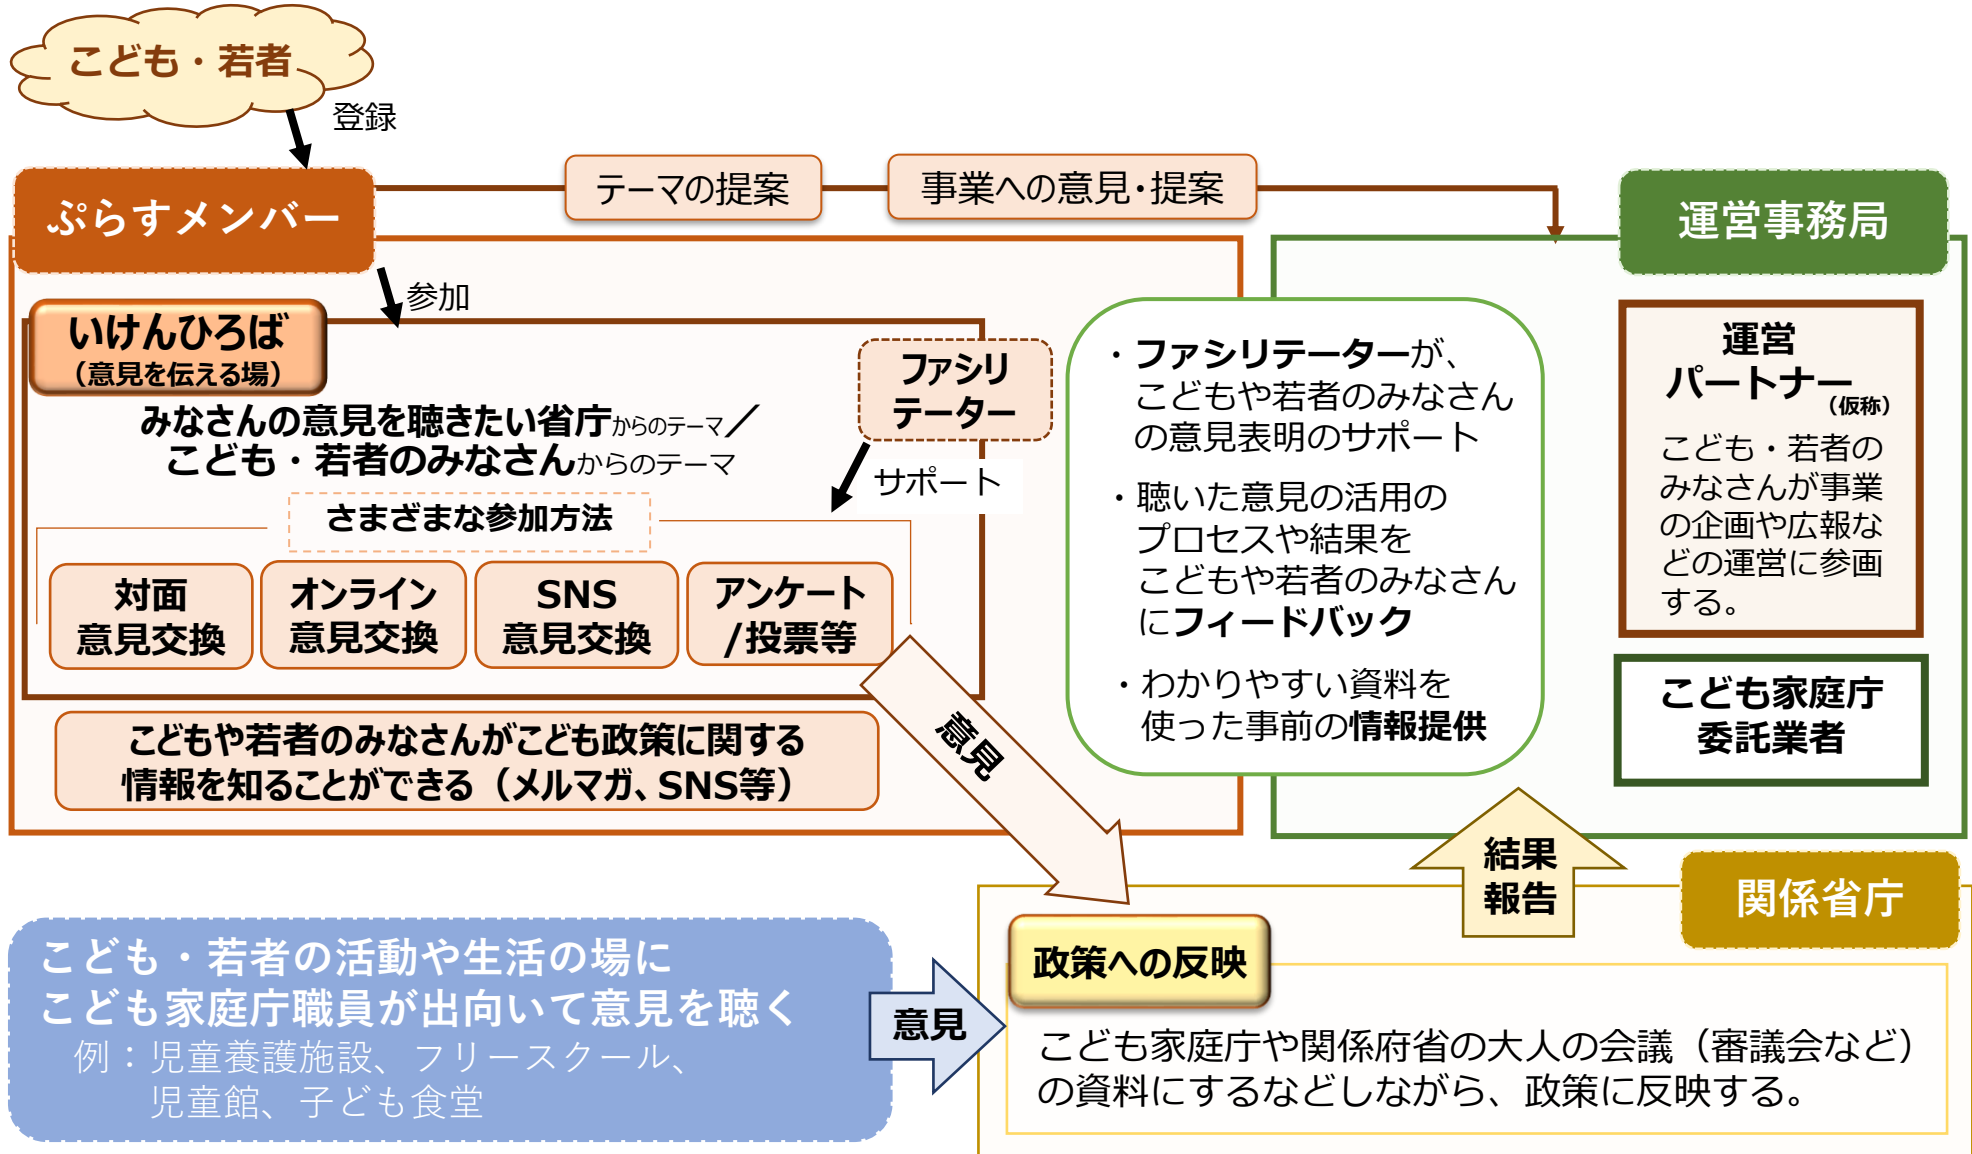 こども・若者
登録
ぷらすメンバー
テーマの提案
事業への意見・提案
運営事務局
参加
いけんひろば
（意見を伝える場）
みなさんの意見を聴きたい省庁からのテーマ／
こども・若者のみなさんからのテーマ
ファシリ
テーター
サポート
さまざまな参加方法
対面
意見交換
オンライン
意見交換
SNS
意見交換
アンケート
/投票等
こどもや若者のみなさんがこども政策に関する
情報を知ることができる（メルマガ、SNS等）
・ファシリテーターが、
こどもや若者のみなさん
の意見表明のサポート
・聴いた意見の活用の
プロセスや結果を
こどもや若者のみなさん
にフィードバック
・わかりやすい資料を
使った事前の情報提供
運営
パートナー（仮称）
こども・若者の
みなさんが事業
の企画や広報な
どの運営に参画
する。
こども家庭庁
委託業者
意見
結果
報告
関係省庁
こども・若者の活動や生活の場に
こども家庭庁職員が出向いて意見を聴く
例：児童養護施設、フリースクール、
児童館、子ども食堂
意見
政策への反映
こども家庭庁や関係府省の大人の会議（審議会など）
の資料にするなどしながら、政策に反映する。